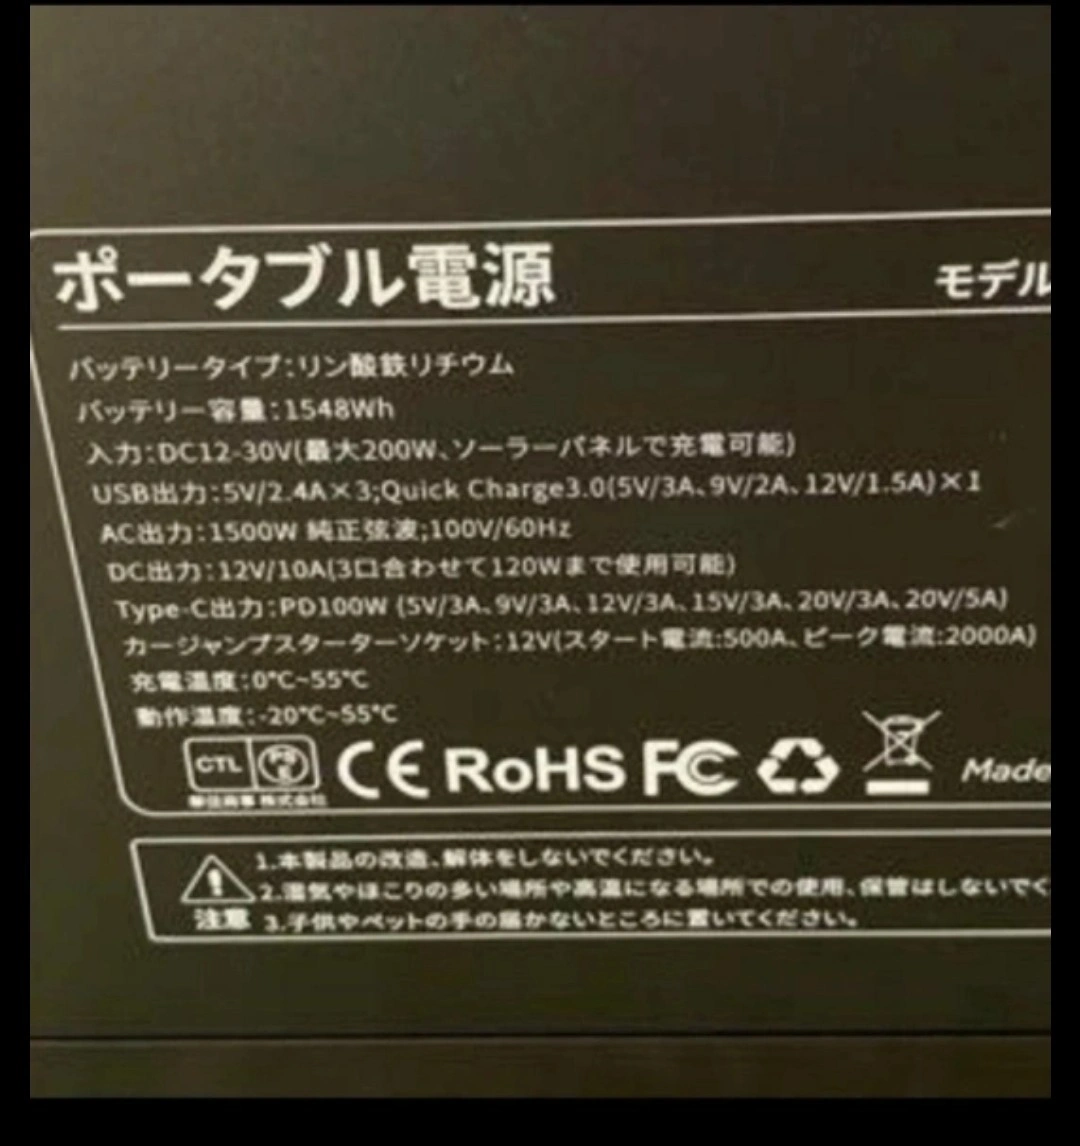 ポータブル電源
モデル
バッテリータイプ:リン酸鉄リチウム
バッテリー容量:1548Wh
入力:DC12-30V(最大200W、ソーラーパネルで充電可能)
USB出力:5V/2.4A×3;Quick Charge3.0(5V/3A、9V/2A、12V/1.5A)×1
AC出力:1500W 純正弦波;100V/60Hz
DC出力:12V/10A(3口合わせて120Wまで使用可能)
Type-C出力:PD100W (5V/3A、9V/3A、12V/3A、15V/3A、20V/3A、20V/5A)
カージャンプスターターソケット:12V(スタート電流:500A、ピーク電流:2000A)
充電温度:0℃~55℃
動作温度:-20℃~55℃
CTL PSE CE RoHS FC Made
株式会社
1.本製品の改造、解体をしないでください。
2.湿気やほこりの多い場所や高温になる場所での使用、保管はしないでく
注意 3.子供やペットの手の届かないところに置いてください。